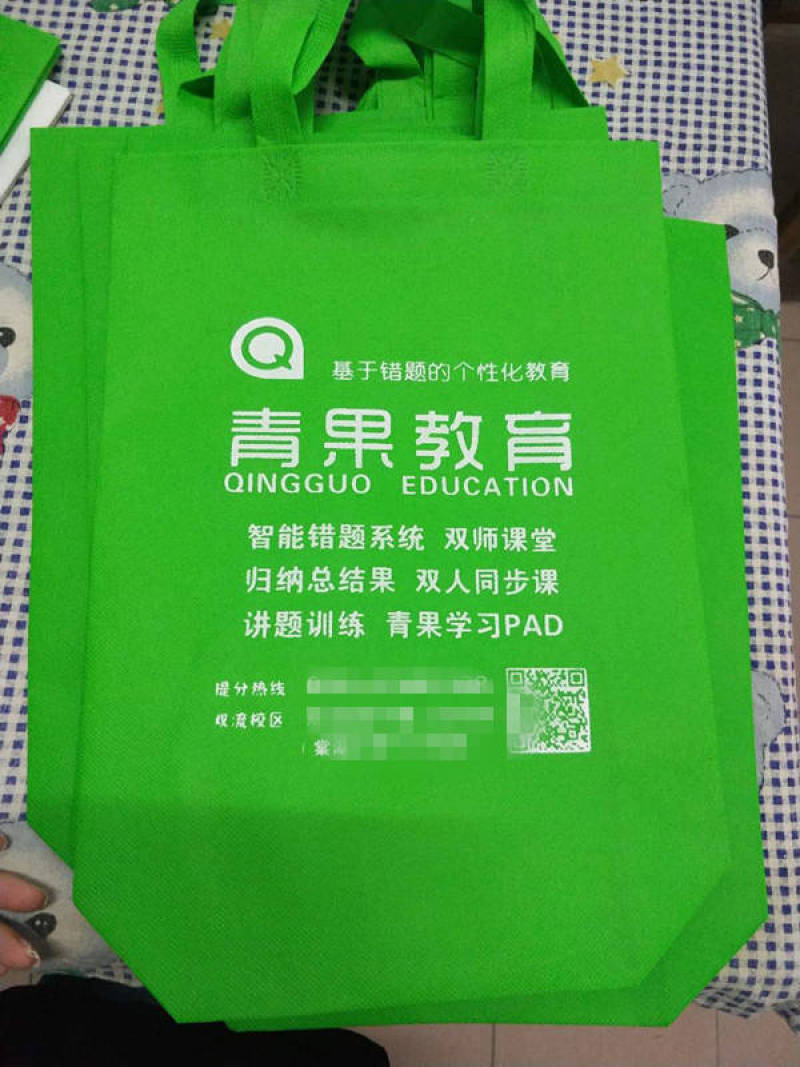 基于错题的个性化教育
青果教育
QINGGUO EDUCATION
智能错题系统 双师课堂
归纳总结果 双人同步课
讲题训练 青果学习PAD
提分热线
双流校区